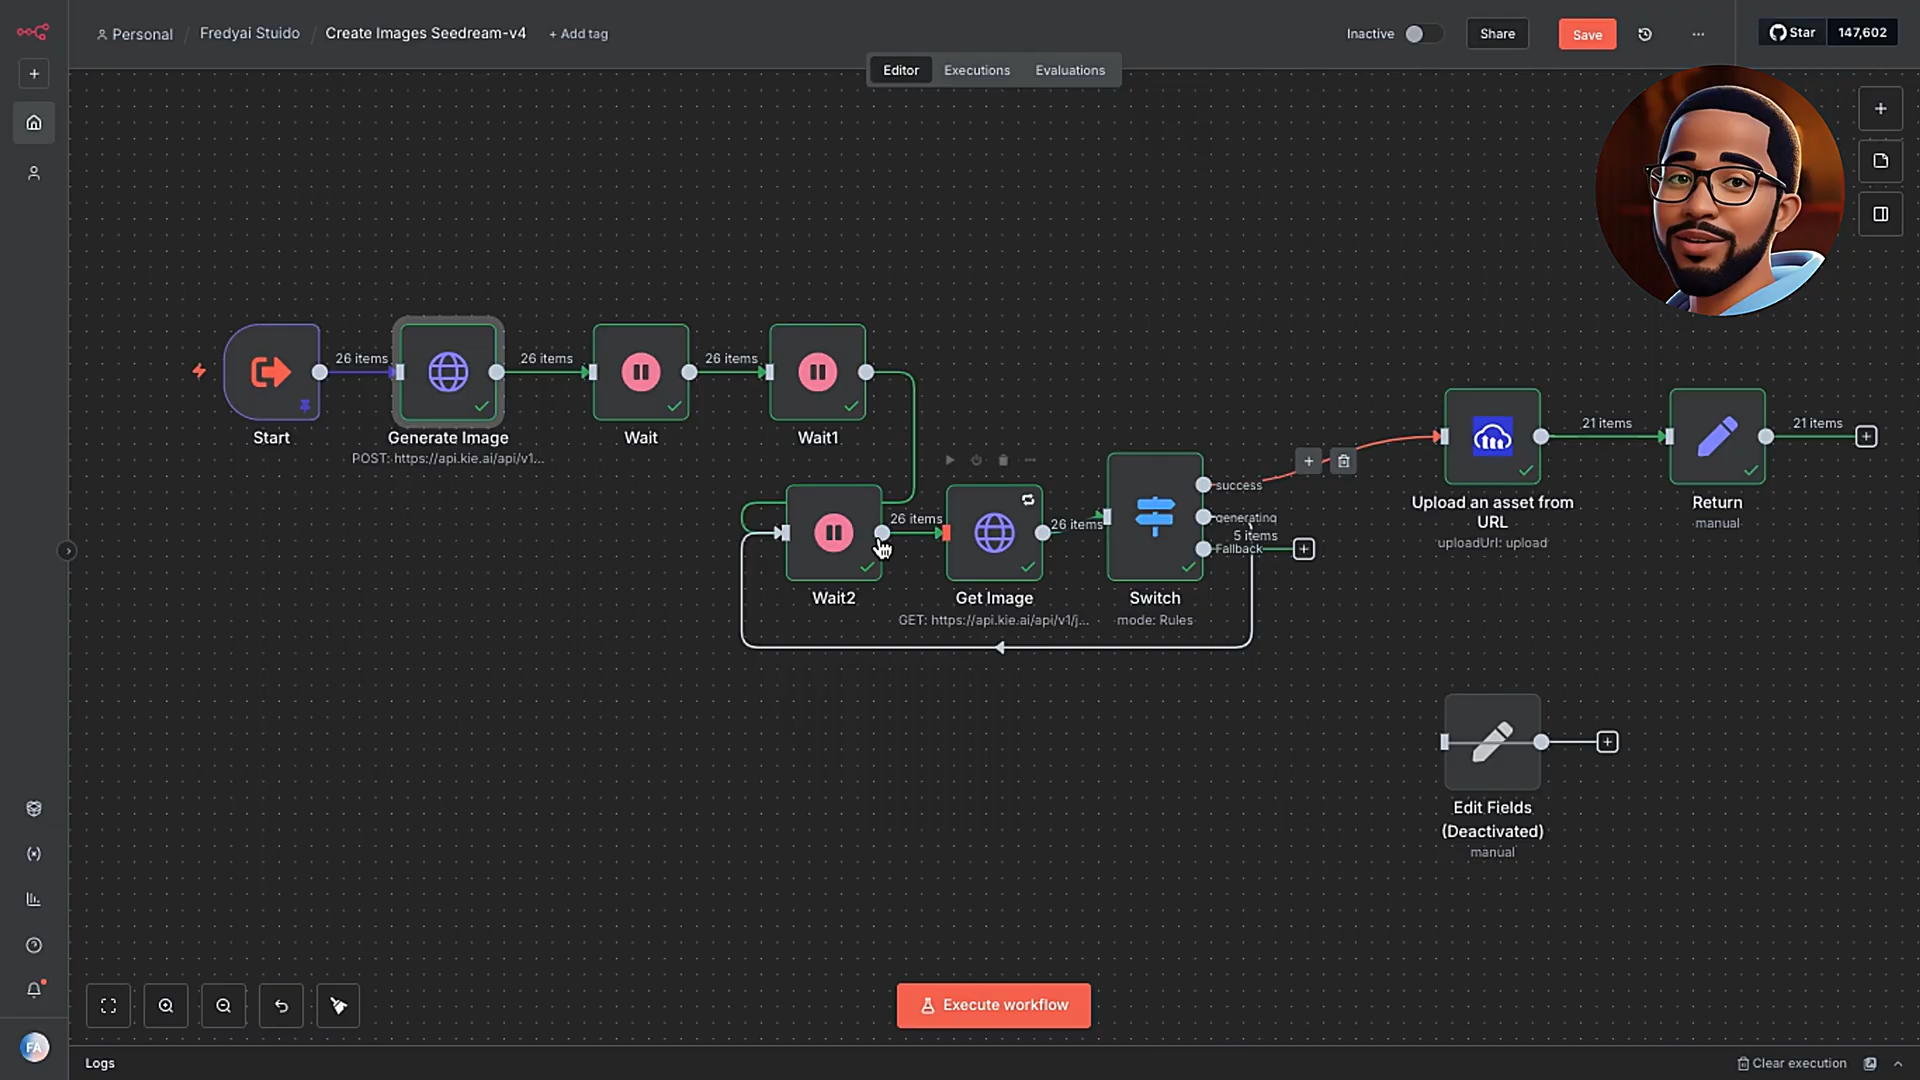 Personal / Fredyai Stuido / Create Images Seedream-v4 + Add tag
Inactive
Share
Save
Star 147,602
Editor Executions Evaluations
26 items
26 items
26 items
Start
Generate Image
POST: https://api.kie.ai/api/v1...
Wait
Wait1
21 items
21 items
success
generating
5 items
Fallback
26 items
26 items
Upload an asset from
URL
uploadUrl: upload
Return
manual
Wait2
Get Image
GET: https://api.kie.ai/api/v1/j...
Switch
mode: Rules
Edit Fields
(Deactivated)
manual
Execute workflow
FA
Logs
Clear execution